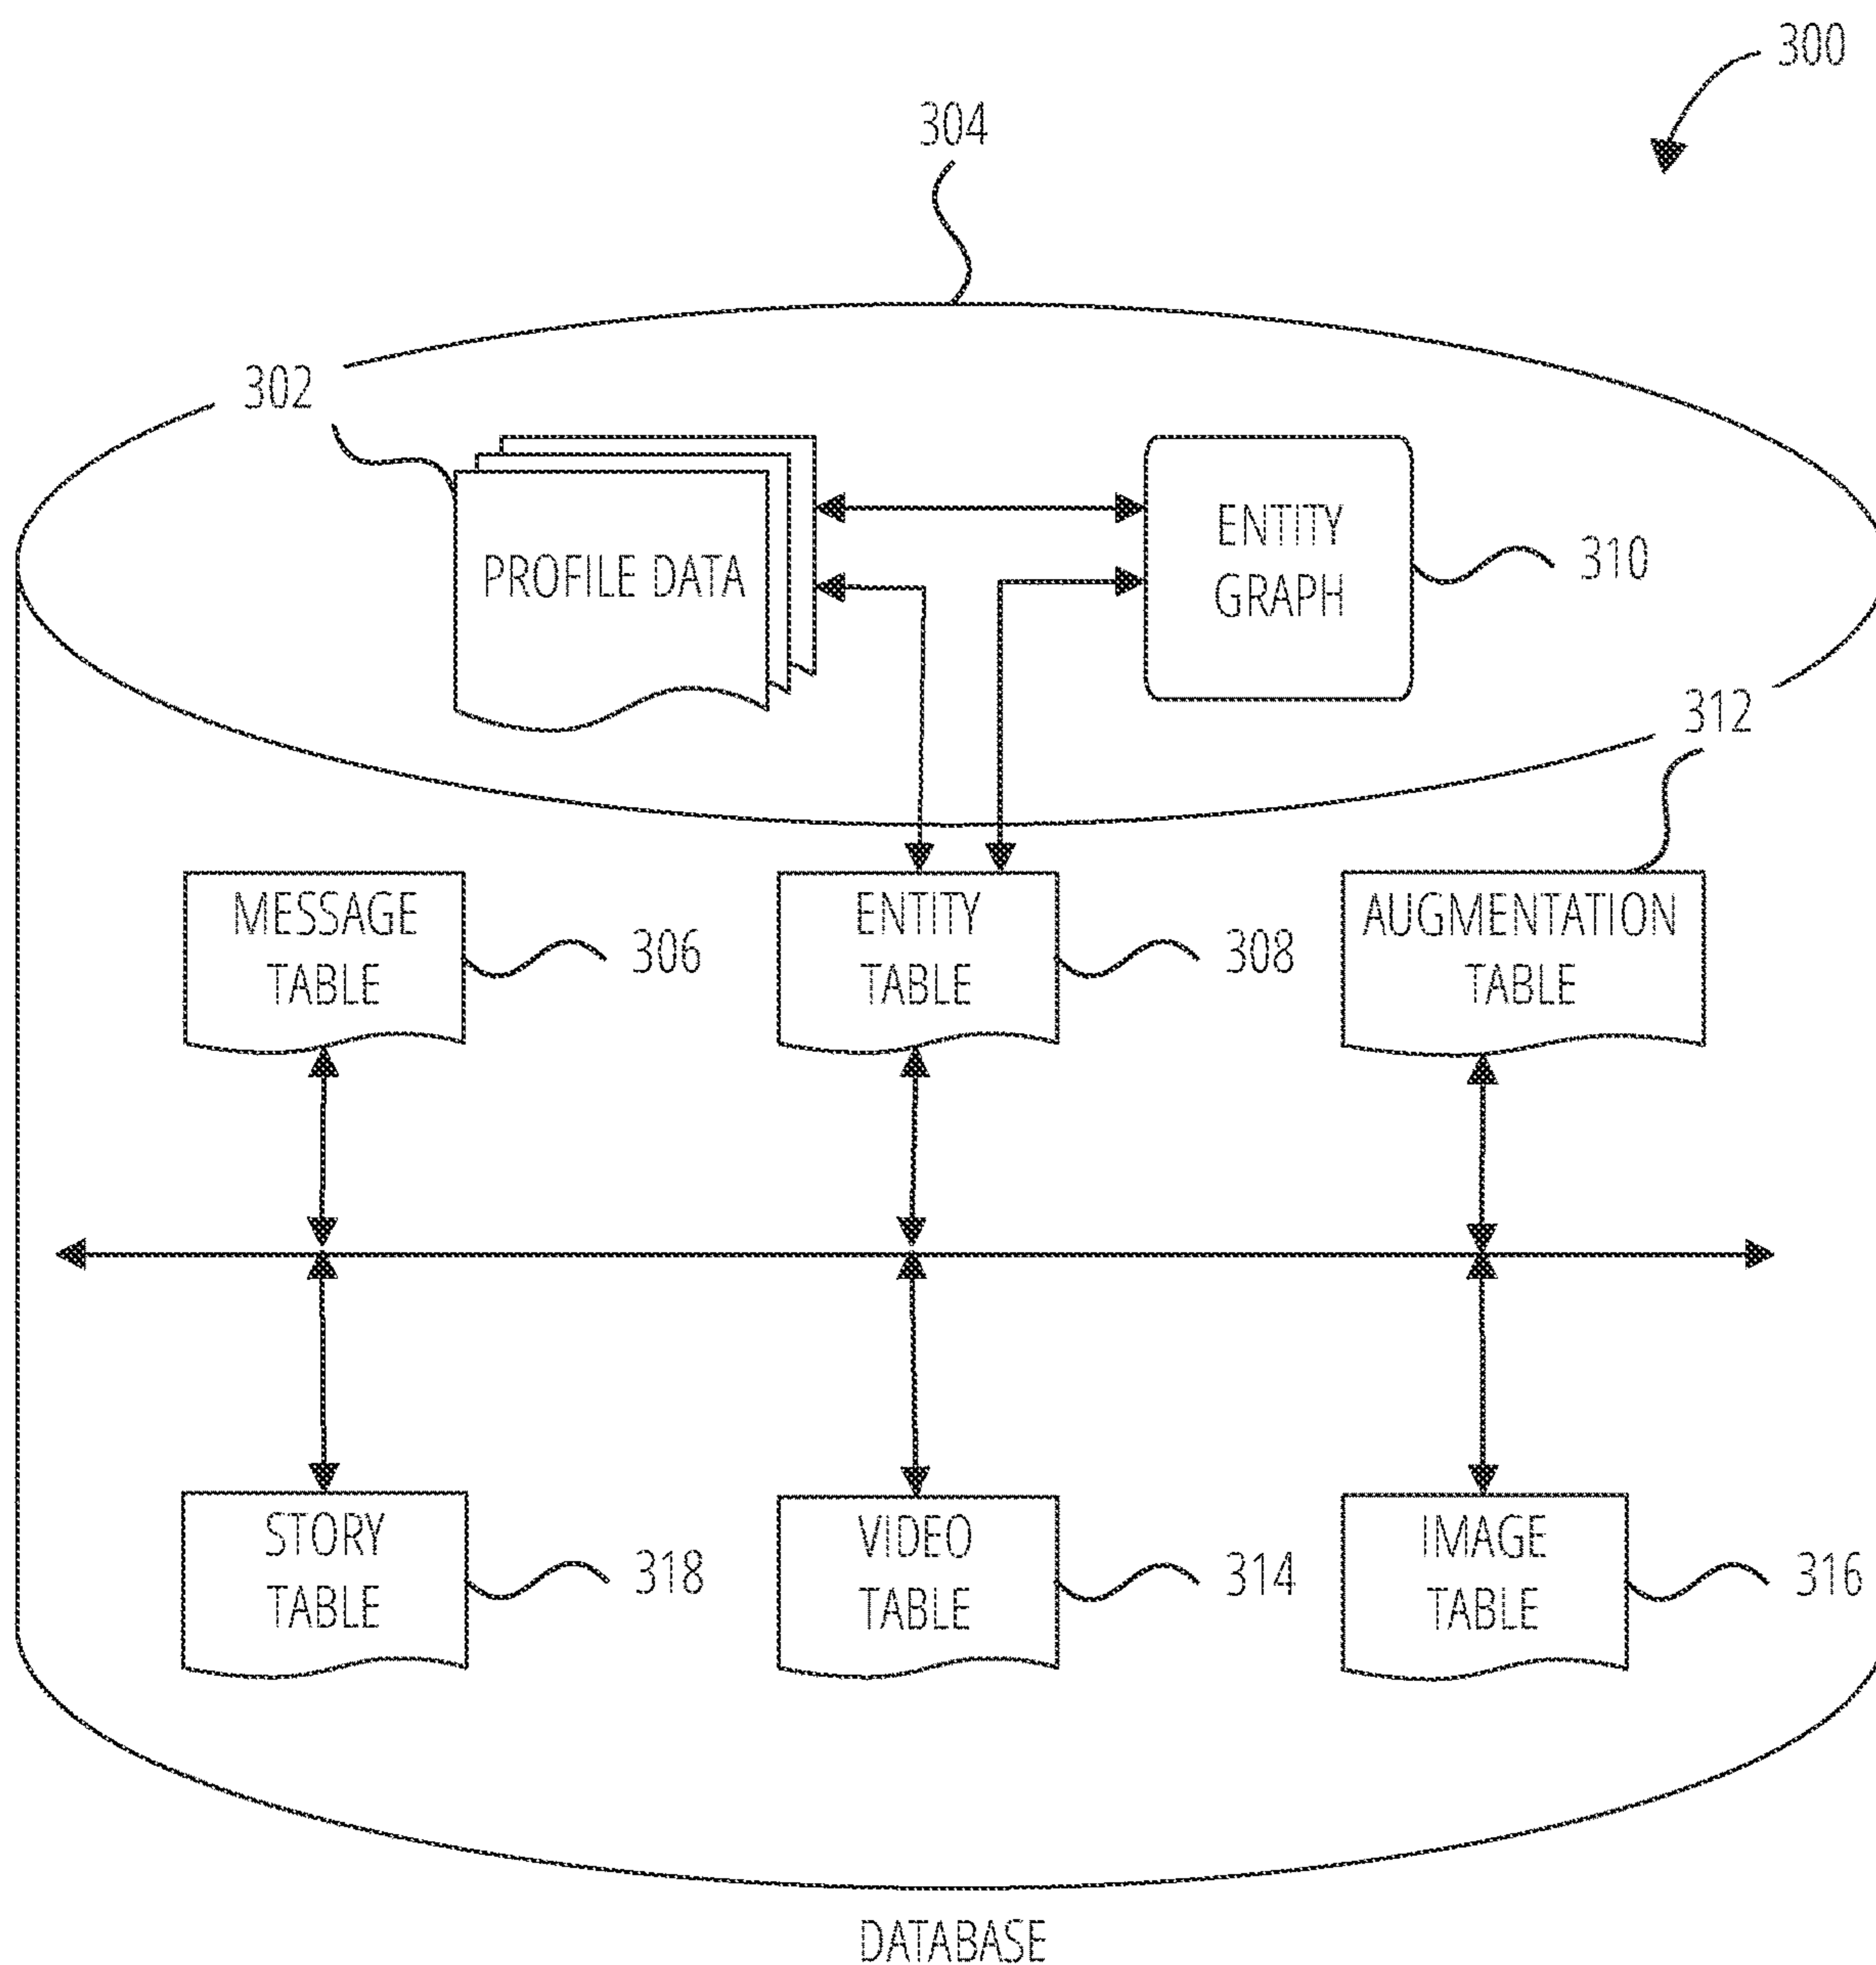 300
304
302
PROFILE DATA
ENTITY
GRAPH
310
312
MESSAGE
TABLE
306
ENTITY
TABLE
308
AUGMENTATION
TABLE
STORY
TABLE
318
VIDEO
TABLE
314
IMAGE
TABLE
316
DATABASE